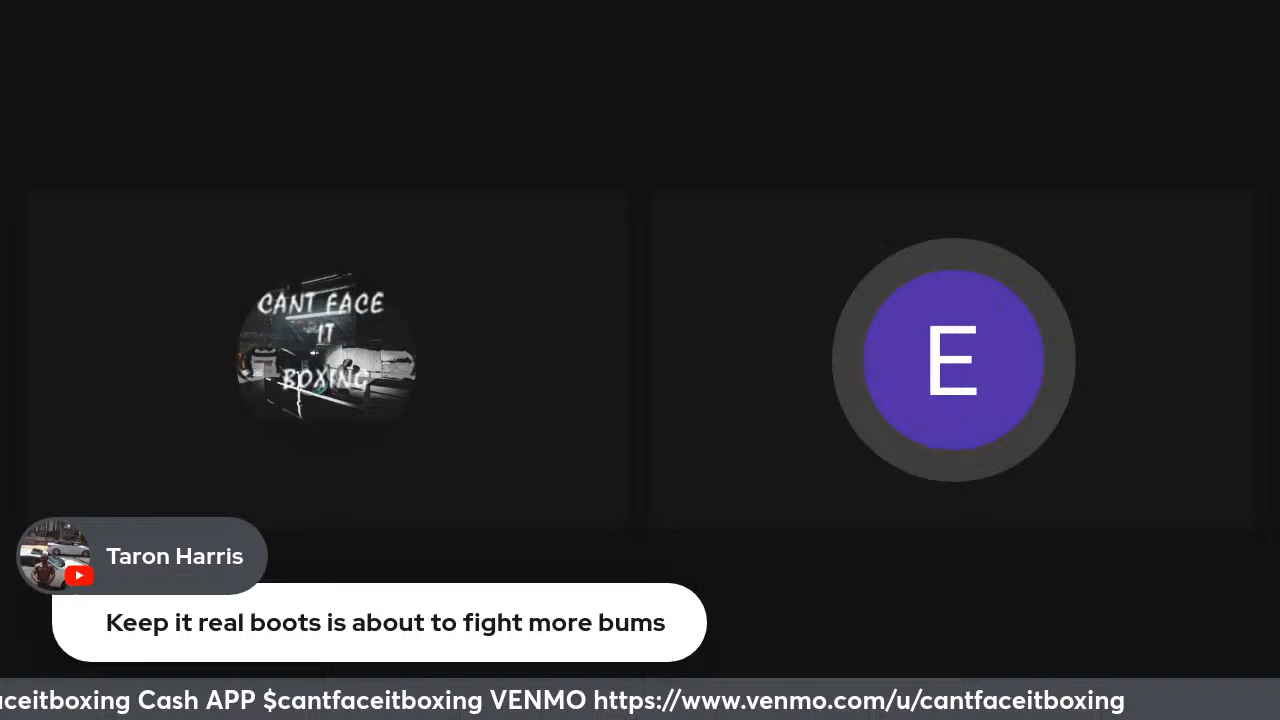 CANT FACE
IT
BOXING
E
Taron Harris
Keep it real boots is about to fight more bums
aceitboxing Cash APP $cantfaceitboxing VENMO https://www.venmo.com/u/cantfaceitboxing